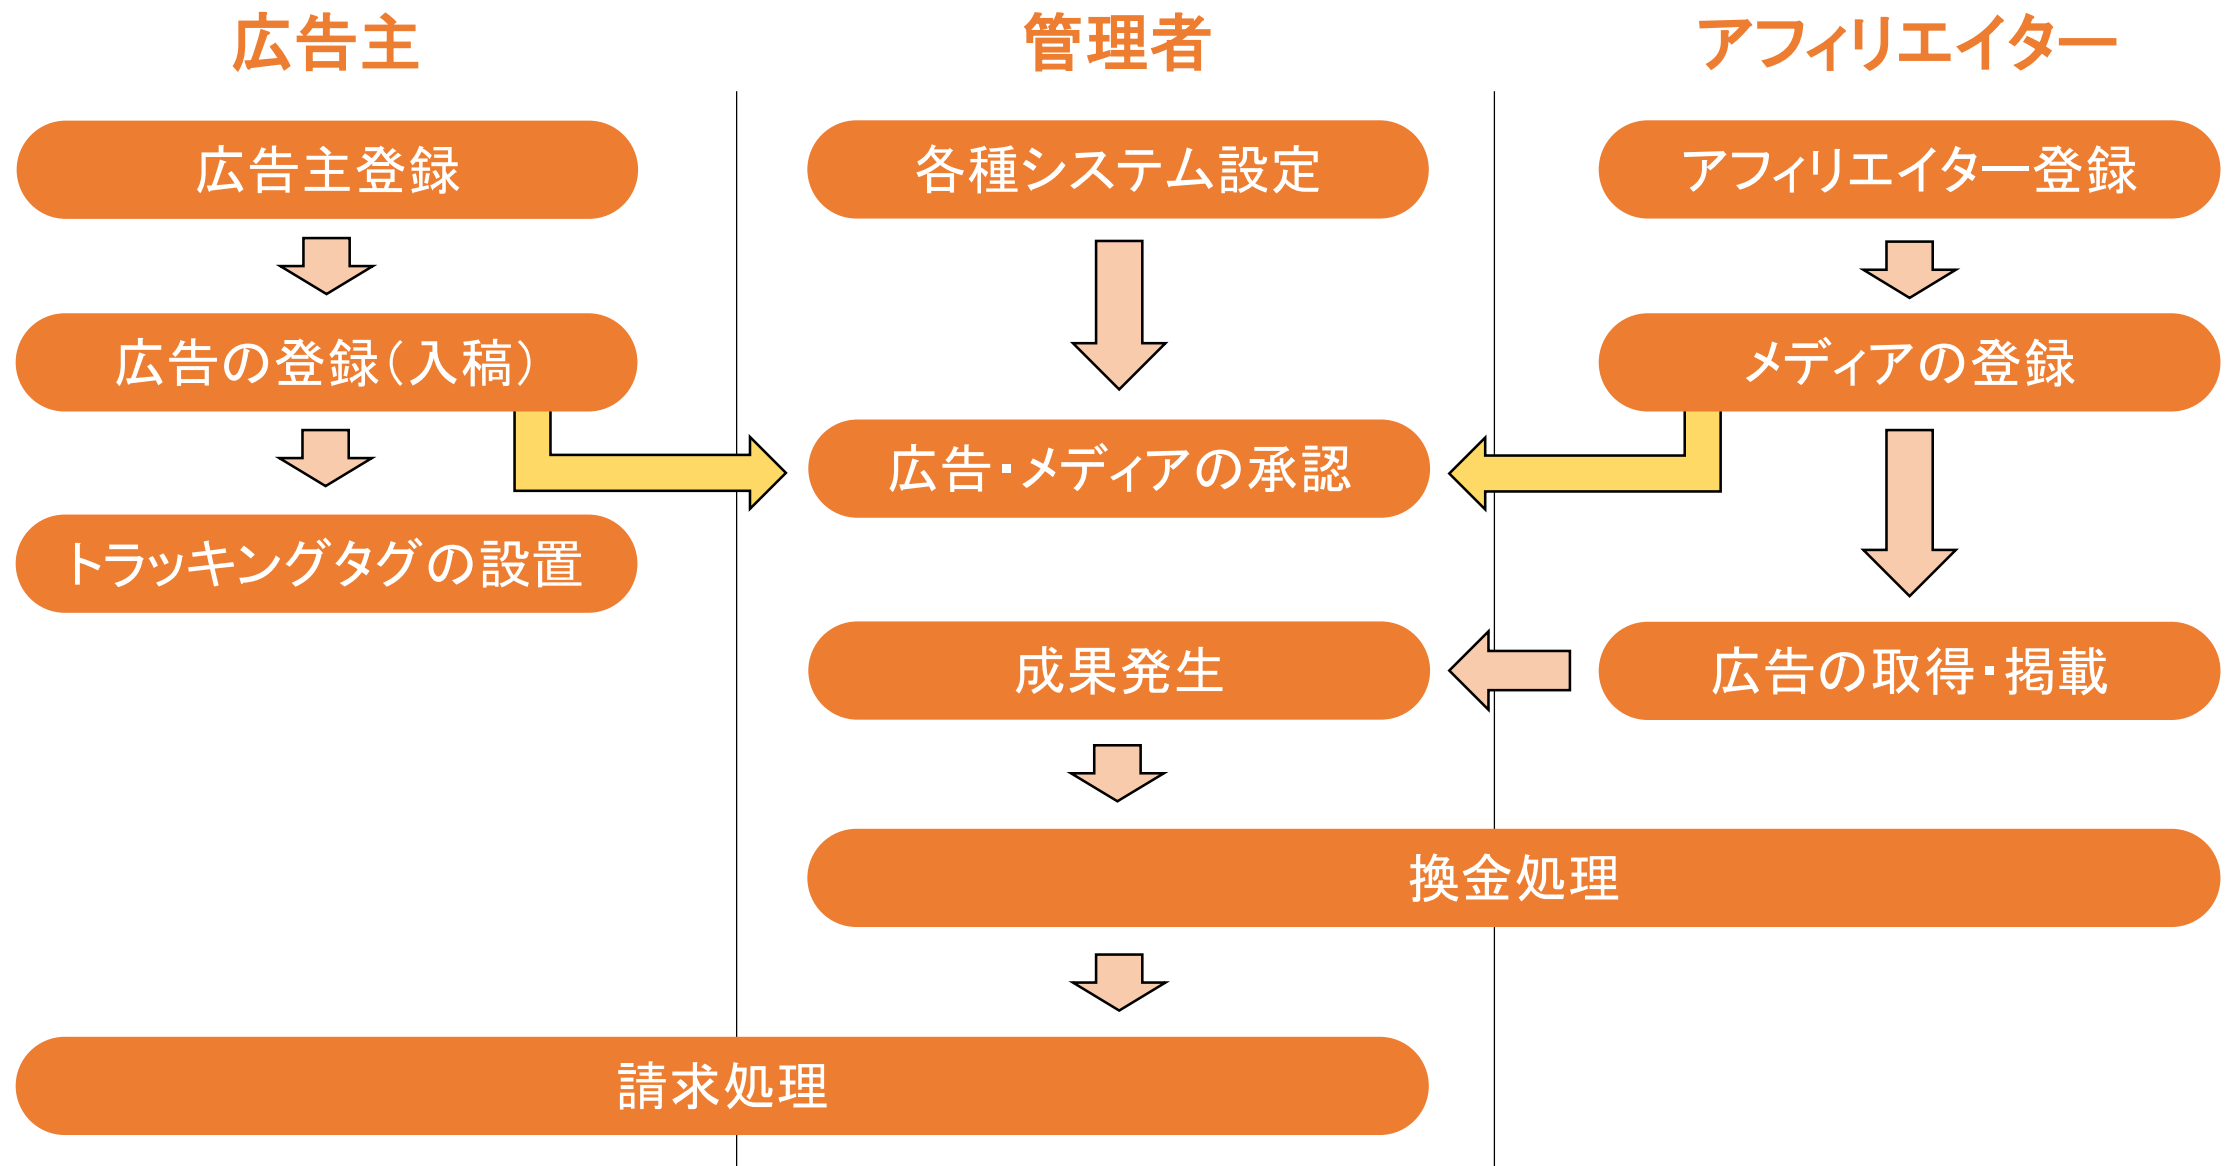 広告主
管理者
アフィリエイター
広告主登録
各種システム設定
アフィリエイター登録
広告の登録（入稿）
メディアの登録
広告・メディアの承認
トラッキングタグの設置
成果発生
広告の取得・掲載
換金処理
請求処理